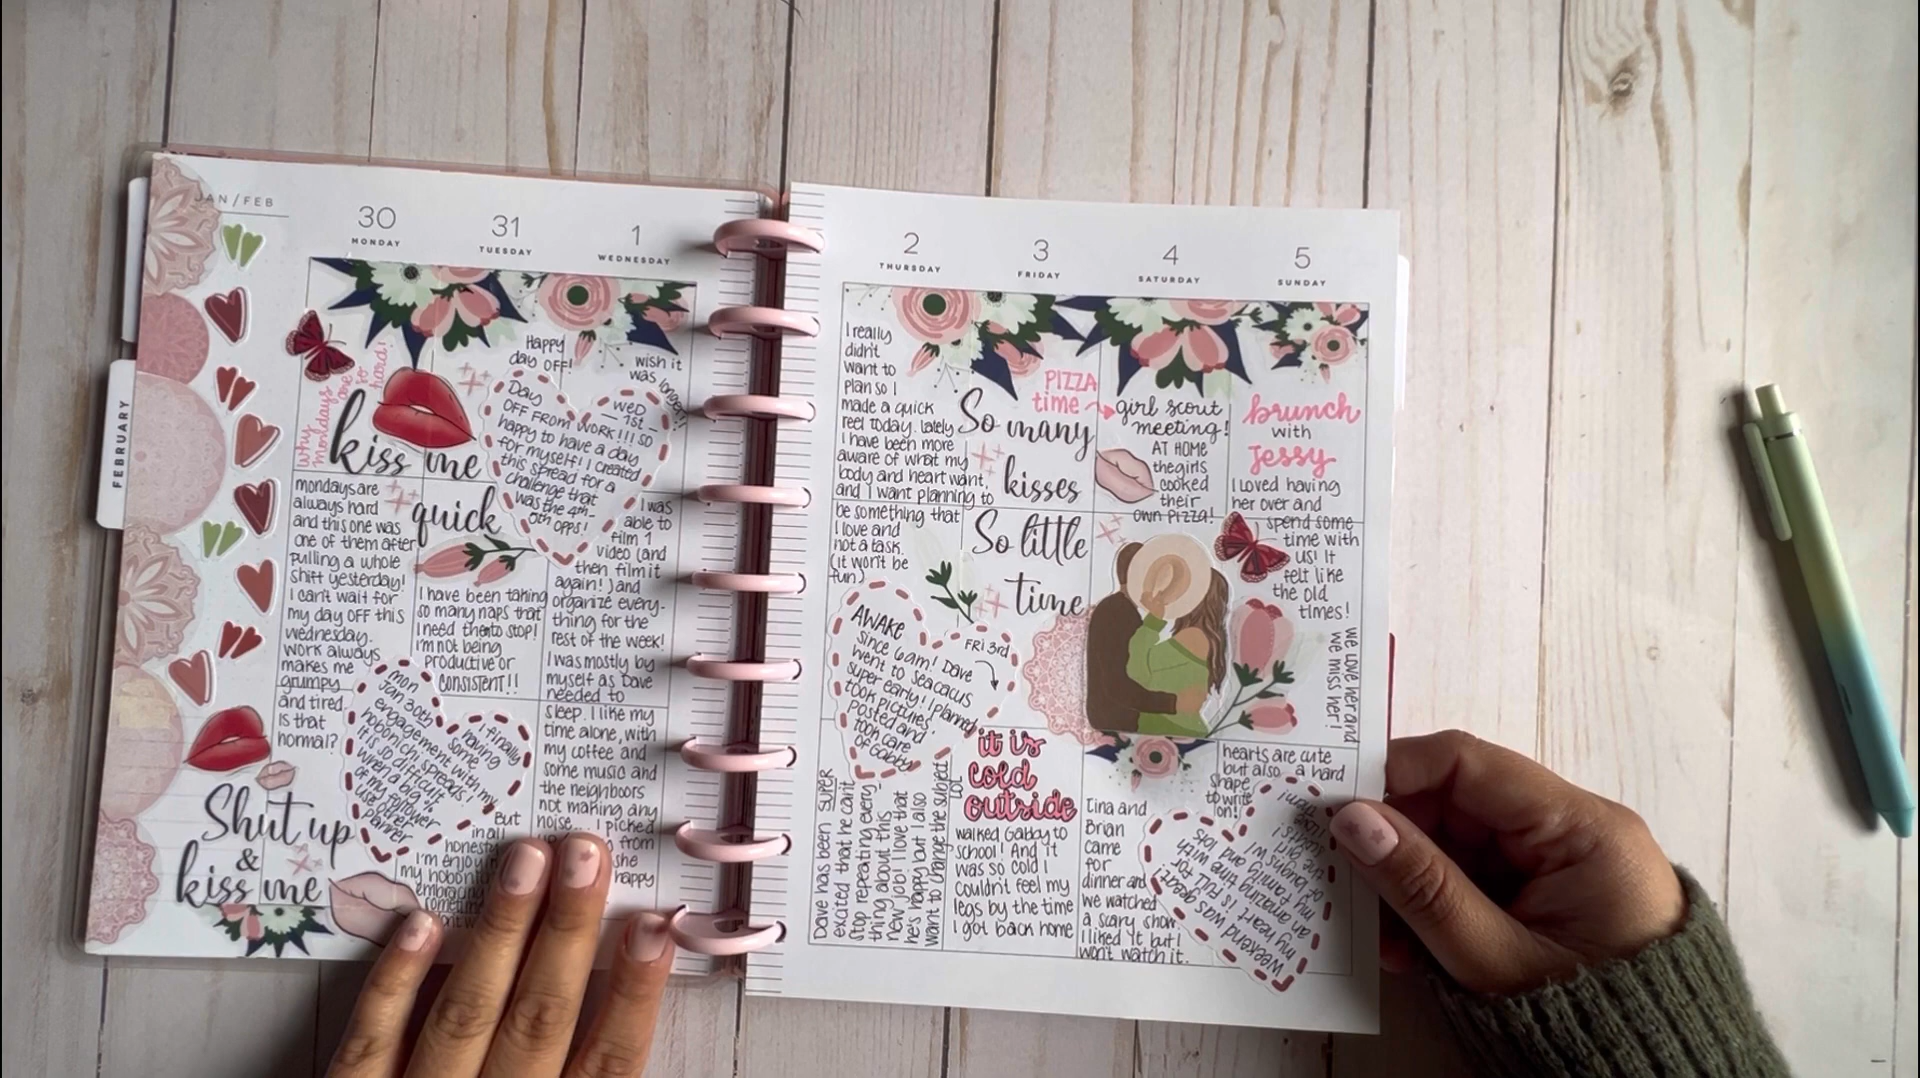 JAN/FEB
FEBRUARY
30
MONDAY
31
TUESDAY
1
WEDNESDAY
why
mondays
are
so
hard!
kiss me
quick
mondays are
always hard
and this one was
one of them after
pulling a whole
shift yesterday!
I can't wait for
my day OFF this
wednesday.
work always
makes me
grumpy
and tired.
Is that
normal?
Shut up
&
kiss me
I have been taking
so many naps that
I need them to stop!
I'm not being
productive or
CONSISTENT!!
mon
Jan 30th
engagement with my
hobonichi spreads!
It is so difficult
when a big %
of my follower
use other
planner
I finally
having
some
But
in all
honesty
I'm enjoy
my hobon
embracing
sometim
Happy
day OFF!
Day
OFF FROM WORK!!! SO
happy to have a day
for myself! I created
this spread for a
challenge that
was the 4th-
oth opps!
WED
1st
wish it
was longer!!
I was
able to
film 1
video (and
then film it
again!) and
organize every-
thing for the
rest of the week!
I was mostly by
myself as Dave
needed to
sleep. I like my
time alone, with
my coffee and
some music and
the neighbors
not making any
noise... I picked
from
she
happy
2
THURSDAY
3
FRIDAY
4
SATURDAY
5
SUNDAY
I really
didn't
want to
plan so I
made a quick
reel today. lately
I have been more
aware of what my
body and heart want,
and I want planning to
be something that
I love and
not a task.
(it won't be
fun)
AWAKE
since 6am! Dave
went to seacacus
super early! I planned,
took pictures,
posted and
took care
of Gabby
FRI 3rd
Dave has been super
excited that he can't
stop repeating every
thing about this
new job! I love that
he's happy but I also
want to change the subject
LOL
So many
kisses
So little
time
it is
cold
outside
walked Gabby to
school! And it
was so cold I
couldn't feel my
legs by the time
I got back home
PIZZA
time
girl scout
meeting!
AT HOME
the girls
cooked
their
own PIZZA!
Tina and
Brian
came
for
dinner and
we watched
a scary show.
I liked it but I
won't watch it.
brunch
with
Jessy
I loved having
her over and
spend some
time with
us! It
felt like
the old
times!
we love her and
we miss her!
hearts are cute
but also a hard
shape
to write
on!
weekend was great!
my heart is full for
an amazing time with
my family and lots
of laughs